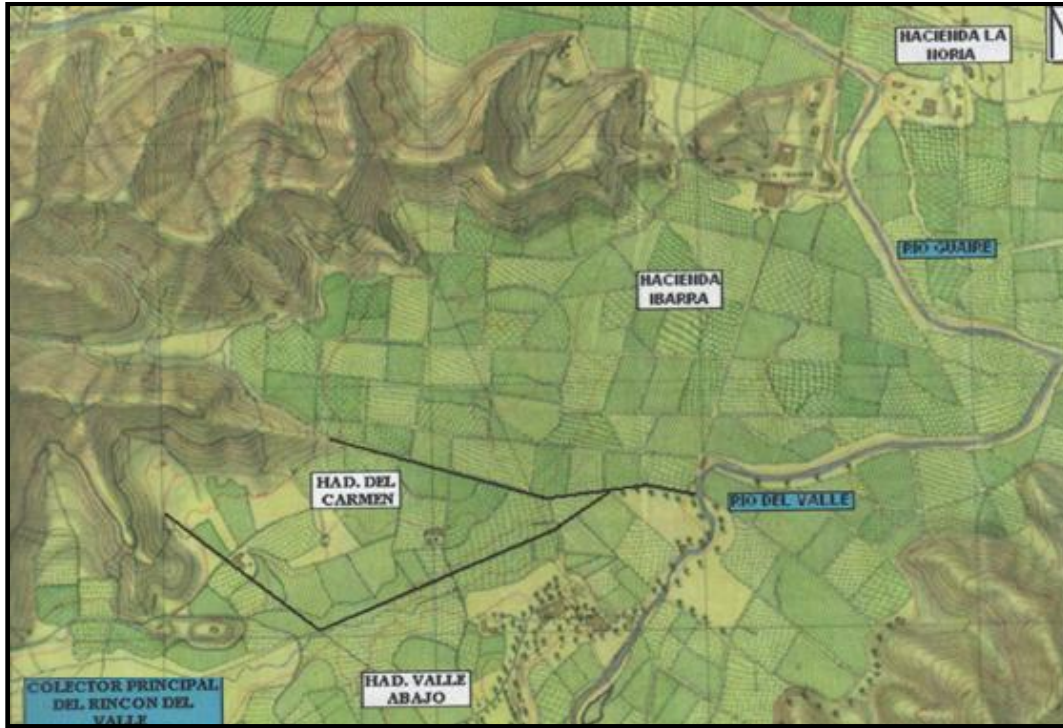 HACIENDA LA
NORIA
RIO GUAIRE
HACIENDA
IBARRA
HAD. DEL
CARMEN
RIO DEL VALLE
HAD. VALLE
ABAJO
COLECTOR PRINCIPAL
DEL RINCON DEL
VALLE